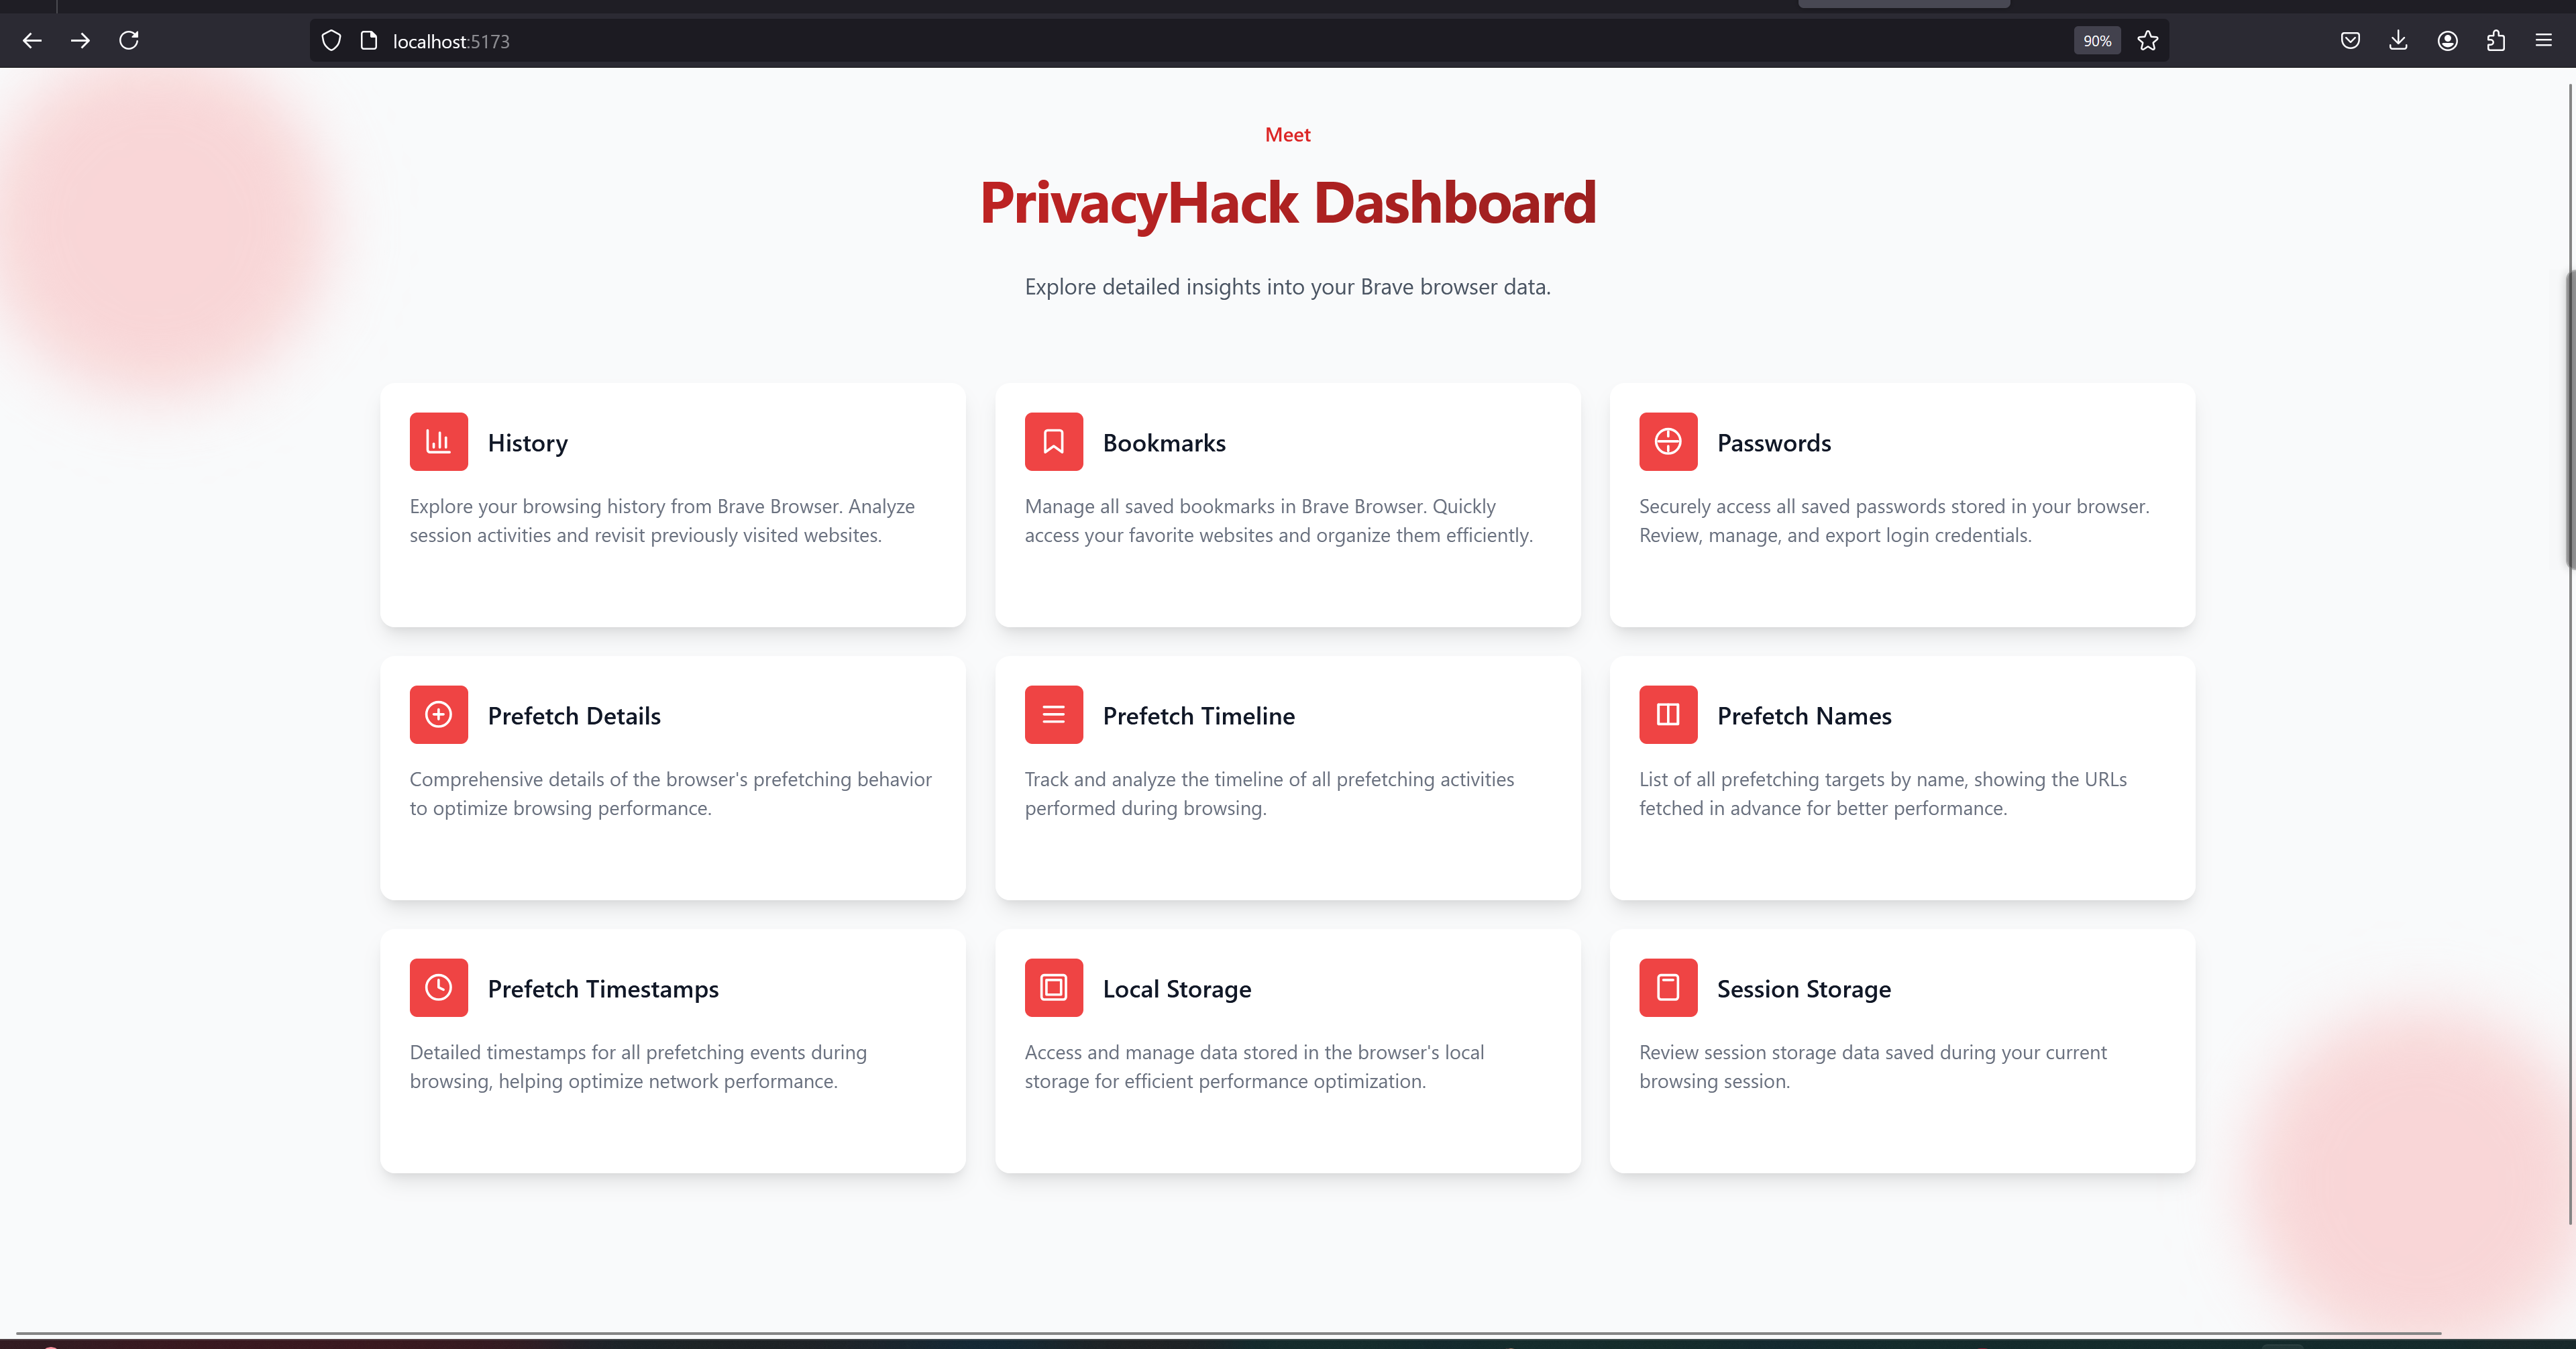 localhost:5173
90%
Meet
PrivacyHack Dashboard
Explore detailed insights into your Brave browser data.
History
Explore your browsing history from Brave Browser. Analyze
session activities and revisit previously visited websites.
Bookmarks
Manage all saved bookmarks in Brave Browser. Quickly
access your favorite websites and organize them efficiently.
Passwords
Securely access all saved passwords stored in your browser.
Review, manage, and export login credentials.
Prefetch Details
Comprehensive details of the browser's prefetching behavior
to optimize browsing performance.
Prefetch Timeline
Track and analyze the timeline of all prefetching activities
performed during browsing.
Prefetch Names
List of all prefetching targets by name, showing the URLs
fetched in advance for better performance.
Prefetch Timestamps
Detailed timestamps for all prefetching events during
browsing, helping optimize network performance.
Local Storage
Access and manage data stored in the browser's local
storage for efficient performance optimization.
Session Storage
Review session storage data saved during your current
browsing session.